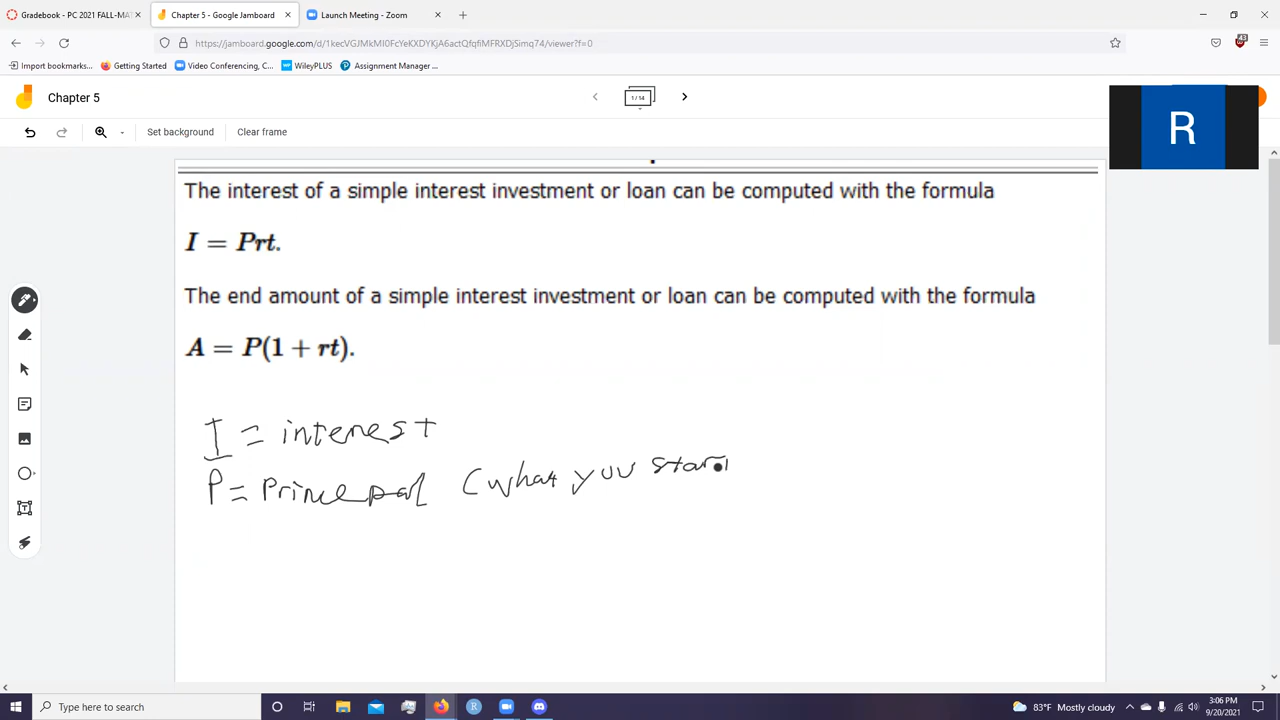 Gradebook - PC 2021 FALL-MAT
Chapter 5 - Google Jamboard
Launch Meeting - Zoom
https://jamboard.google.com/d/1kecVGJMkMI0FcYeKXDYKjA6actQfqfiMFRXDjSimq74/viewer?f=0
43
Import bookmarks... Getting Started Video Conferencing, C... WileyPLUS Assignment Manager ...
Chapter 5
1 / 14
Set background Clear frame
R
The interest of a simple interest investment or loan can be computed with the formula
I = Prt.
The end amount of a simple interest investment or loan can be computed with the formula
A = P(1 + rt).
I = interest
P = Principal (what you star
Type here to search
R
83°F Mostly cloudy
3:06 PM
9/20/2021